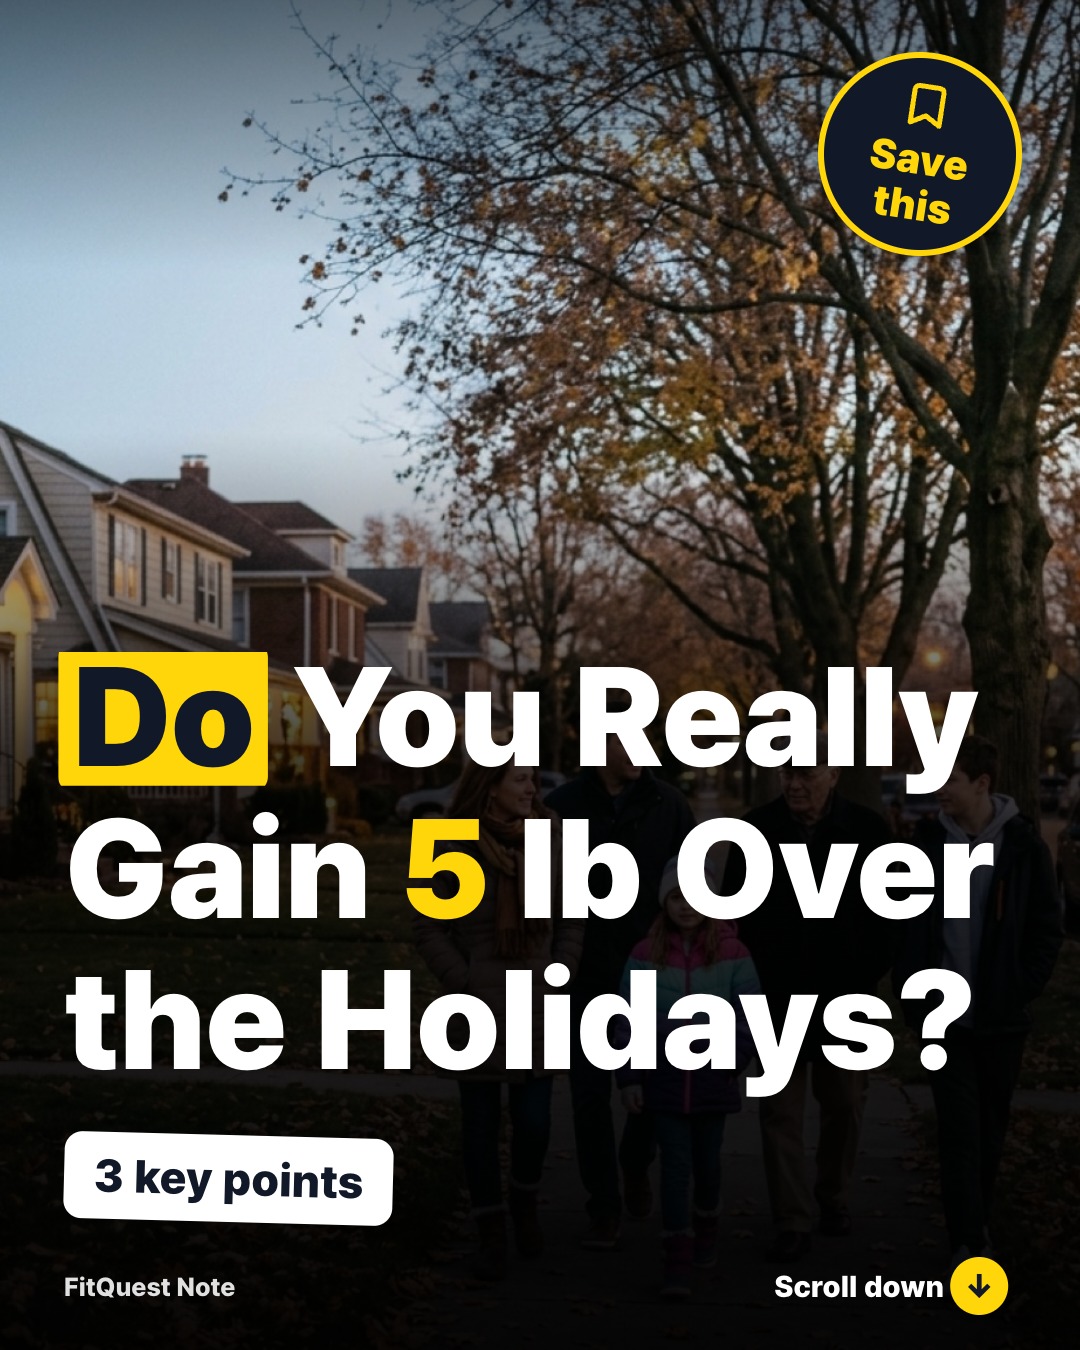 Save
this
Do You Really
Gain 5 lb Over
the Holidays?
3 key points
FitQuest Note
Scroll down